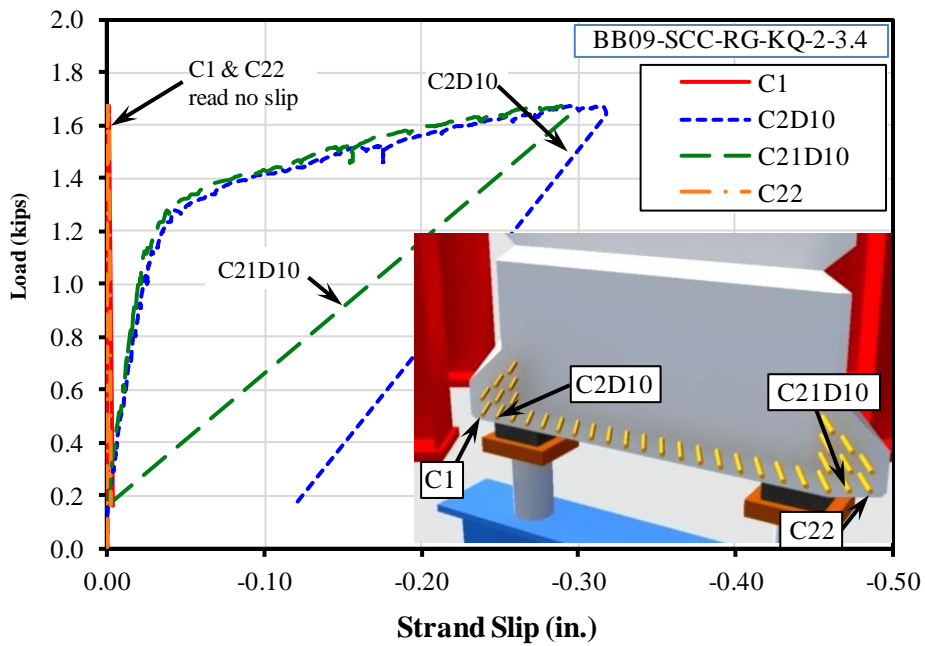 BB09-SCC-RG-KQ-2-3.4
C1
C2D10
C21D10
C22
C1 & C22
read no slip
C2D10
C21D10
C2D10
C21D10
C1
C22
Load (kips)
2.0
1.8
1.6
1.4
1.2
1.0
0.8
0.6
0.4
0.2
0.0
0.00 -0.10 -0.20 -0.30 -0.40 -0.50
Strand Slip (in.)